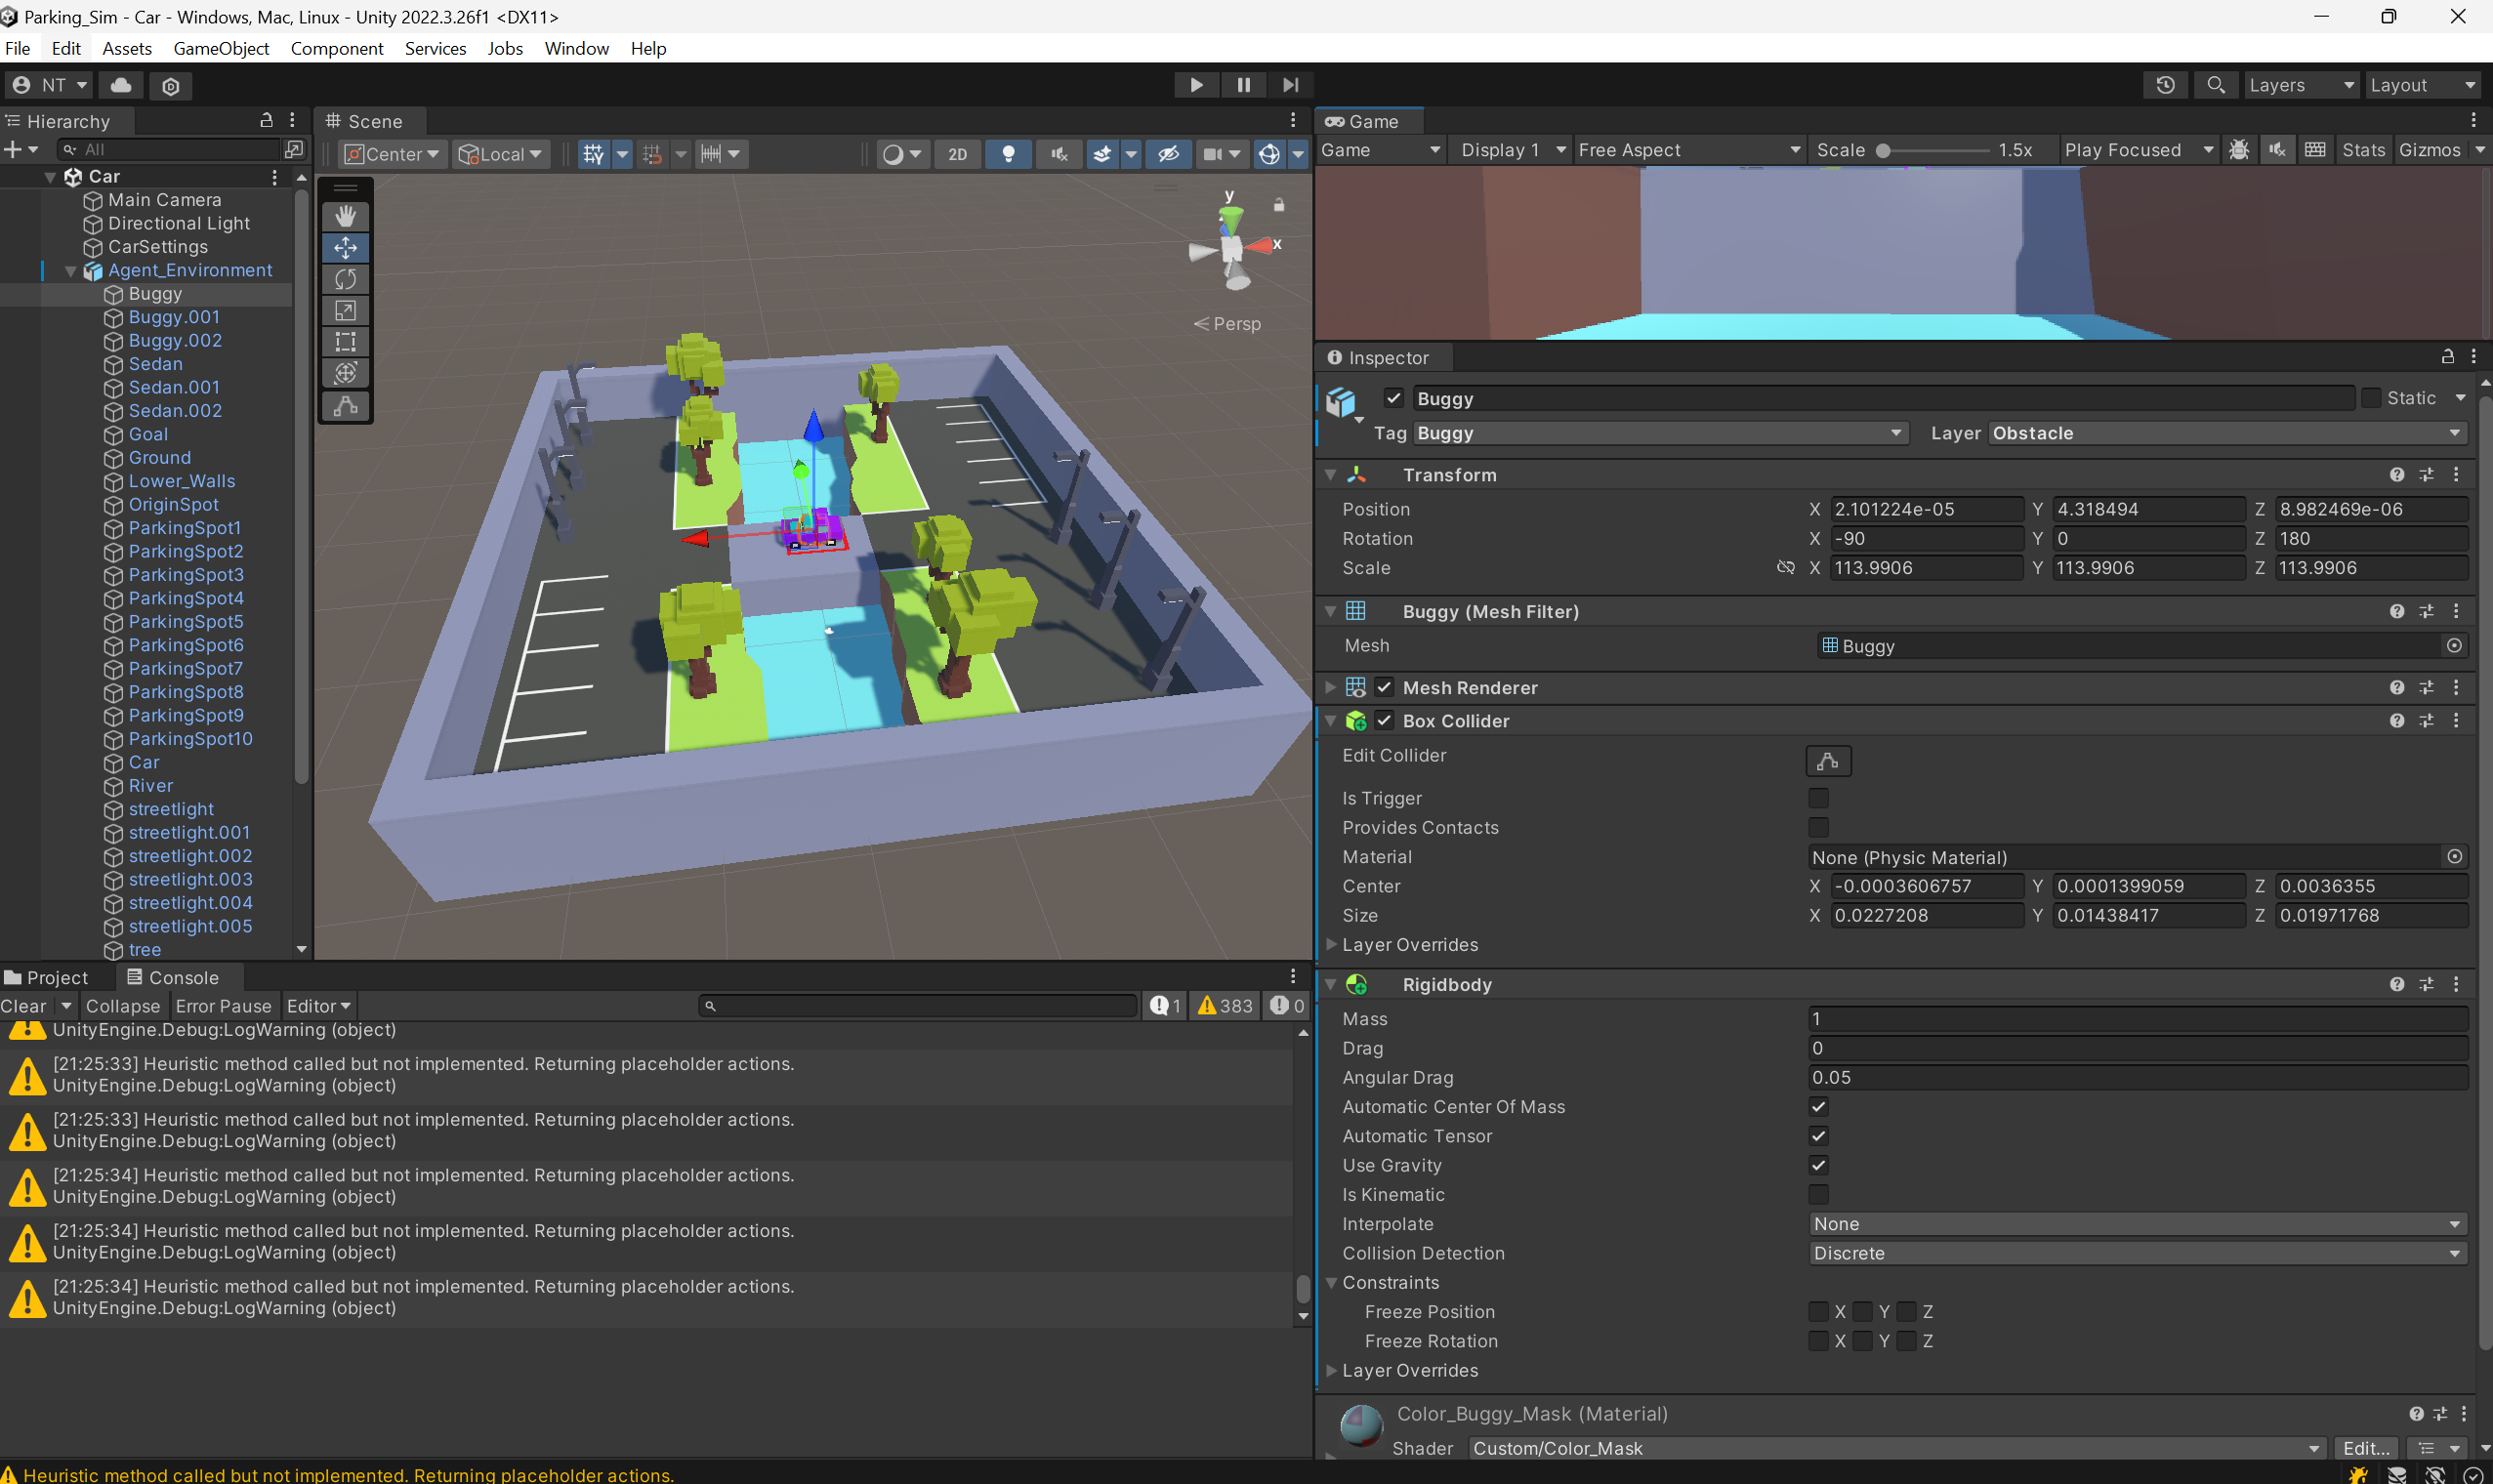 Parking_Sim - Car - Windows, Mac, Linux - Unity 2022.3.26f1 <DX11>
File Edit Assets GameObject Component Services Jobs Window Help
NT
Layers
Layout
Hierarchy
All
Car
Main Camera
Directional Light
CarSettings
Agent_Environment
Buggy
Buggy.001
Buggy.002
Sedan
Sedan.001
Sedan.002
Goal
Ground
Lower_Walls
OriginSpot
ParkingSpot1
ParkingSpot2
ParkingSpot3
ParkingSpot4
ParkingSpot5
ParkingSpot6
ParkingSpot7
ParkingSpot8
ParkingSpot9
ParkingSpot10
Car
River
streetlight
streetlight.001
streetlight.002
streetlight.003
streetlight.004
streetlight.005
tree
Scene
Center Local 2D
y
x
Persp
Game
Game Display 1 Free Aspect Scale 1.5x Play Focused Stats Gizmos
Inspector
Buggy Static
Tag Buggy Layer Obstacle
Transform
Position X 2.101224e-05 Y 4.318494 Z 8.982469e-06
Rotation X -90 Y 0 Z 180
Scale X 113.9906 Y 113.9906 Z 113.9906
Buggy (Mesh Filter)
Mesh Buggy
Mesh Renderer
Box Collider
Edit Collider
Is Trigger
Provides Contacts
Material None (Physic Material)
Center X -0.0003606757 Y 0.0001399059 Z 0.0036355
Size X 0.0227208 Y 0.01438417 Z 0.01971768
Layer Overrides
Rigidbody
Mass 1
Drag 0
Angular Drag 0.05
Automatic Center Of Mass
Automatic Tensor
Use Gravity
Is Kinematic
Interpolate None
Collision Detection Discrete
Constraints
Freeze Position X Y Z
Freeze Rotation X Y Z
Layer Overrides
Color_Buggy_Mask (Material)
Shader Custom/Color_Mask Edit...
Project Console
Clear Collapse Error Pause Editor 1 383 0
UnityEngine.Debug:LogWarning (object)
[21:25:33] Heuristic method called but not implemented. Returning placeholder actions.
UnityEngine.Debug:LogWarning (object)
[21:25:33] Heuristic method called but not implemented. Returning placeholder actions.
UnityEngine.Debug:LogWarning (object)
[21:25:34] Heuristic method called but not implemented. Returning placeholder actions.
UnityEngine.Debug:LogWarning (object)
[21:25:34] Heuristic method called but not implemented. Returning placeholder actions.
UnityEngine.Debug:LogWarning (object)
[21:25:34] Heuristic method called but not implemented. Returning placeholder actions.
UnityEngine.Debug:LogWarning (object)
Heuristic method called but not implemented. Returning placeholder actions.